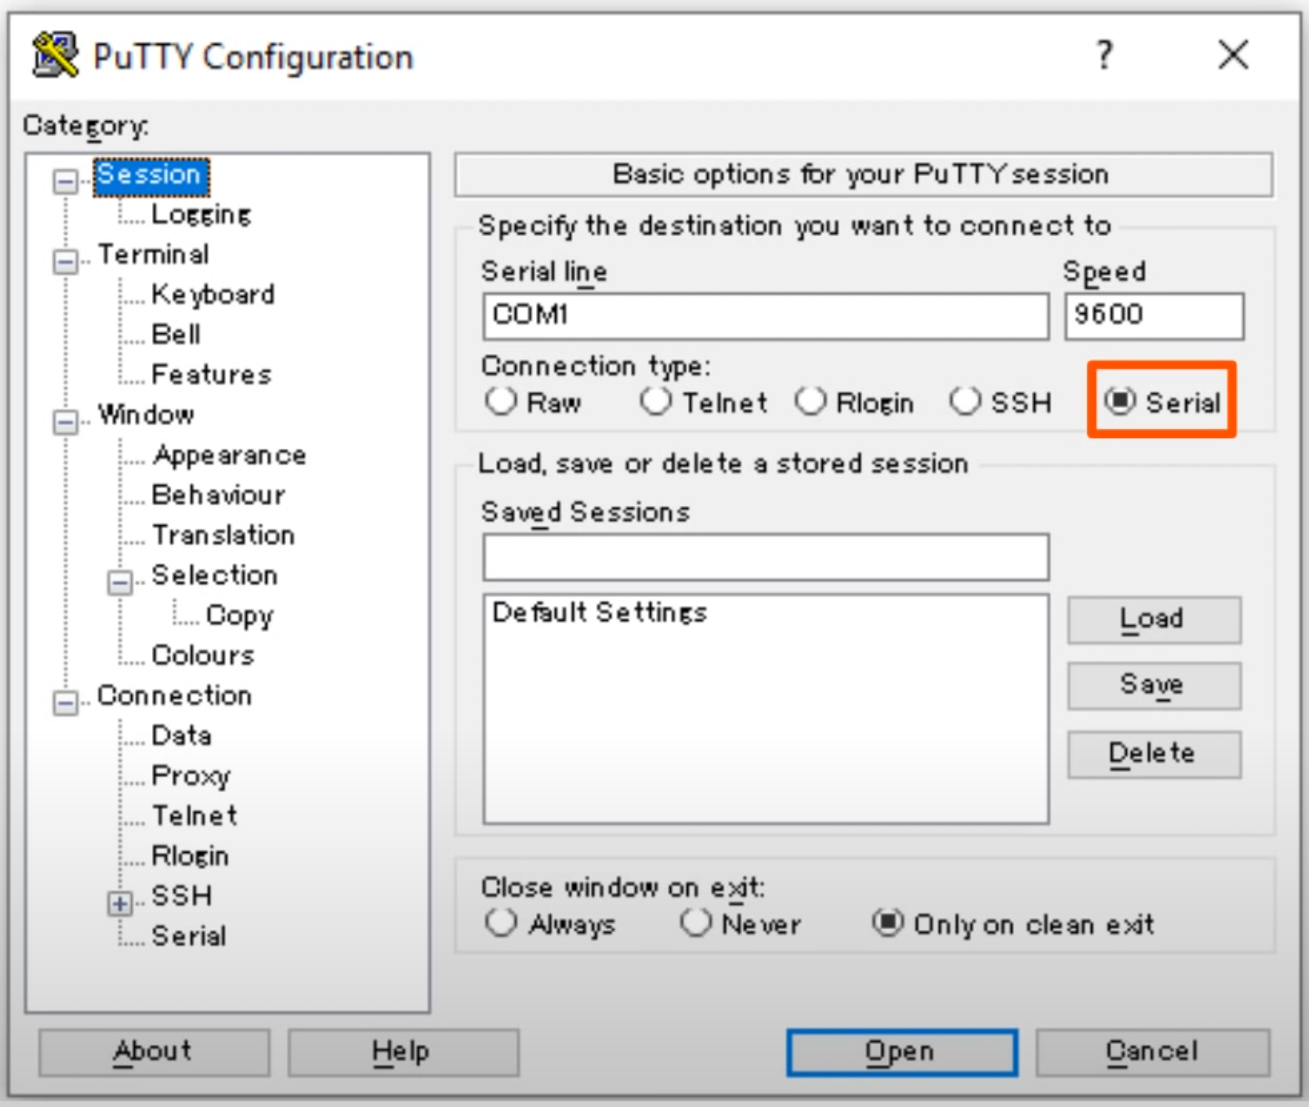 PuTTY Configuration ? ×
Category:
Session
Logging
Terminal
Keyboard
Bell
Features
Window
Appearance
Behaviour
Translation
Selection
Copy
Colours
Connection
Data
Proxy
Telnet
Rlogin
SSH
Serial
Basic options for your PuTTY session
Specify the destination you want to connect to
Serial line Speed
COM1 9600
Connection type:
Raw Telnet Rlogin SSH Serial
Load, save or delete a stored session
Saved Sessions
Default Settings
Load
Save
Delete
Close window on exit:
Always Never Only on clean exit
About Help Open Cancel